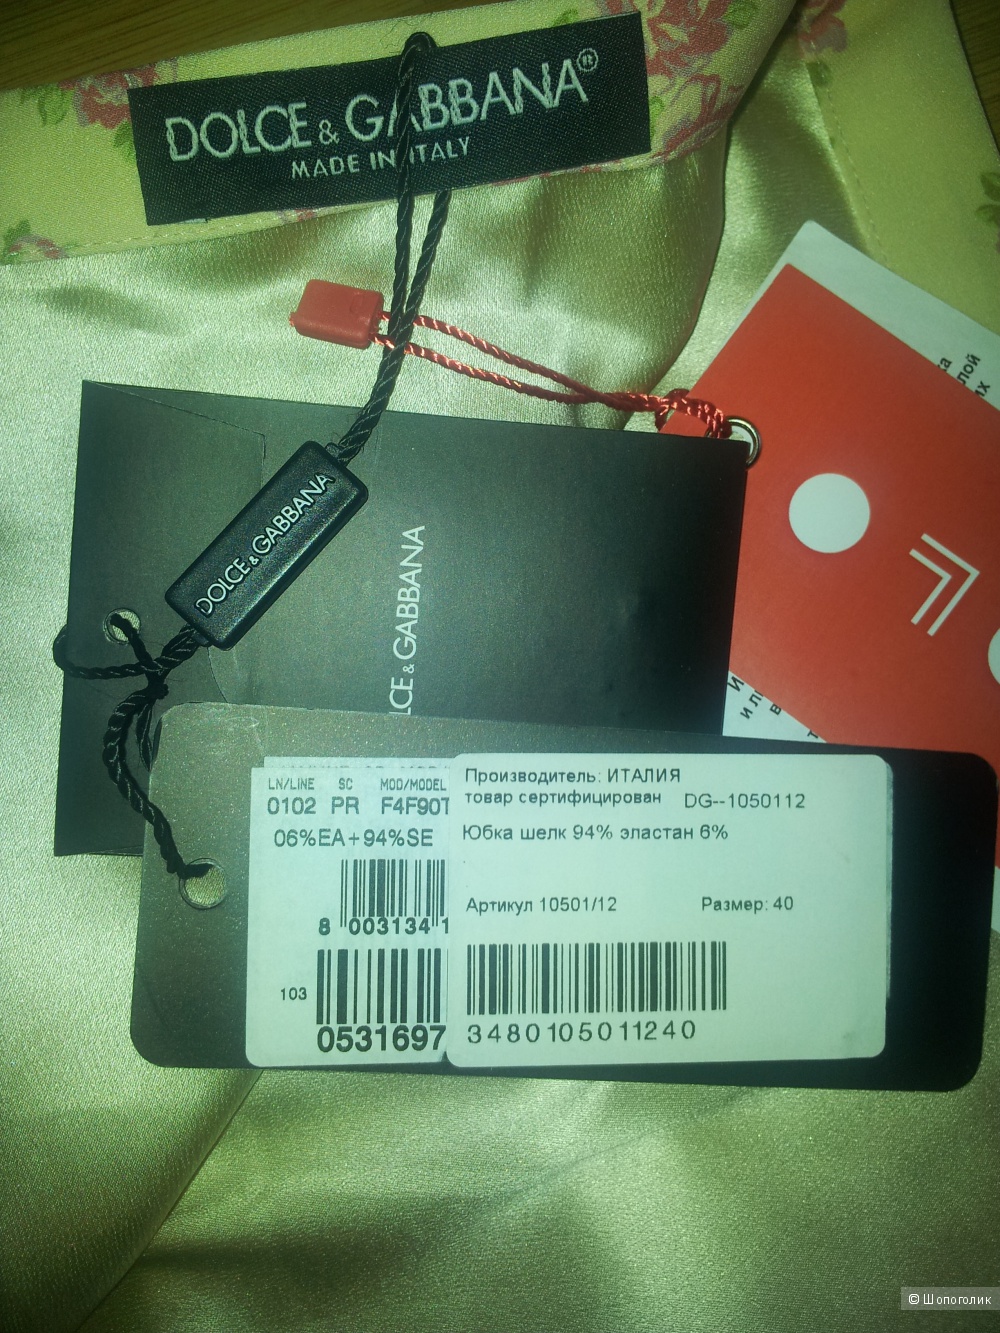 DOLCE & GABBANA®
MADE IN ITALY
DOLCE & GABBANA
LCE & GABBANA
LN/LINE SC MOD/MODEL
0102 PR F4F90T
06%EA+94%SE
8 003134 1
103
0531697
Производитель: ИТАЛИЯ
товар сертифицирован DG--1050112
Юбка шелк 94% эластан 6%
Артикул 10501/12 Размер: 40
3480105011240
© Шопоголик